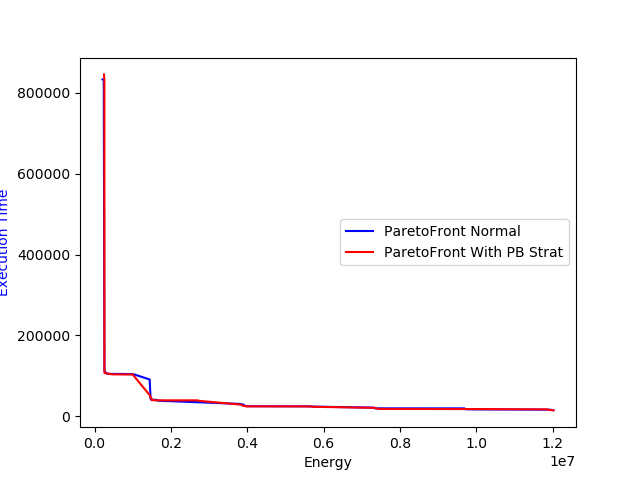 800000
600000
400000
200000
0
Execution Time
ParetoFront Normal
ParetoFront With PB Strat
0.0
0.2
0.4
0.6
0.8
1.0
1.2
1e7
Energy